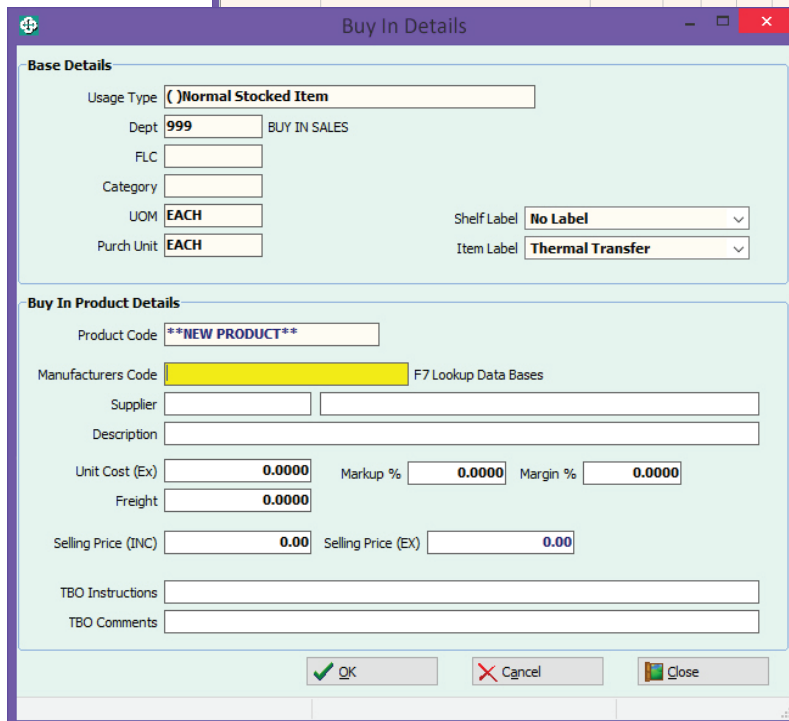 Buy In Details
Base Details
Usage Type ( )Normal Stocked Item
Dept 999 BUY IN SALES
FLC
Category
UOM EACH Shelf Label No Label
Purch Unit EACH Item Label Thermal Transfer
Buy In Product Details
Product Code **NEW PRODUCT**
Manufacturers Code F7 Lookup Data Bases
Supplier
Description
Unit Cost (Ex) 0.0000 Markup % 0.0000 Margin % 0.0000
Freight 0.0000
Selling Price (INC) 0.00 Selling Price (EX) 0.00
TBO Instructions
TBO Comments
OK Cancel Close